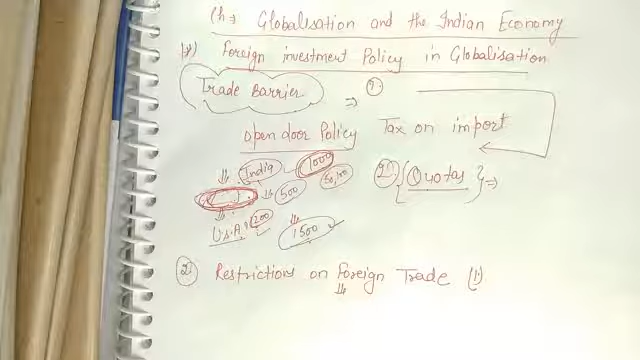 Ch → Globalisation and the Indian Economy
Foreign investment Policy in Globalisation
Trade Barrier ⇒ 1.
open door Policy Tax on import
India 1000
500 50,100
2. {Quotas} ⇒
U.S.A. 200 1500
2. Restrictions on Foreign Trade (1)